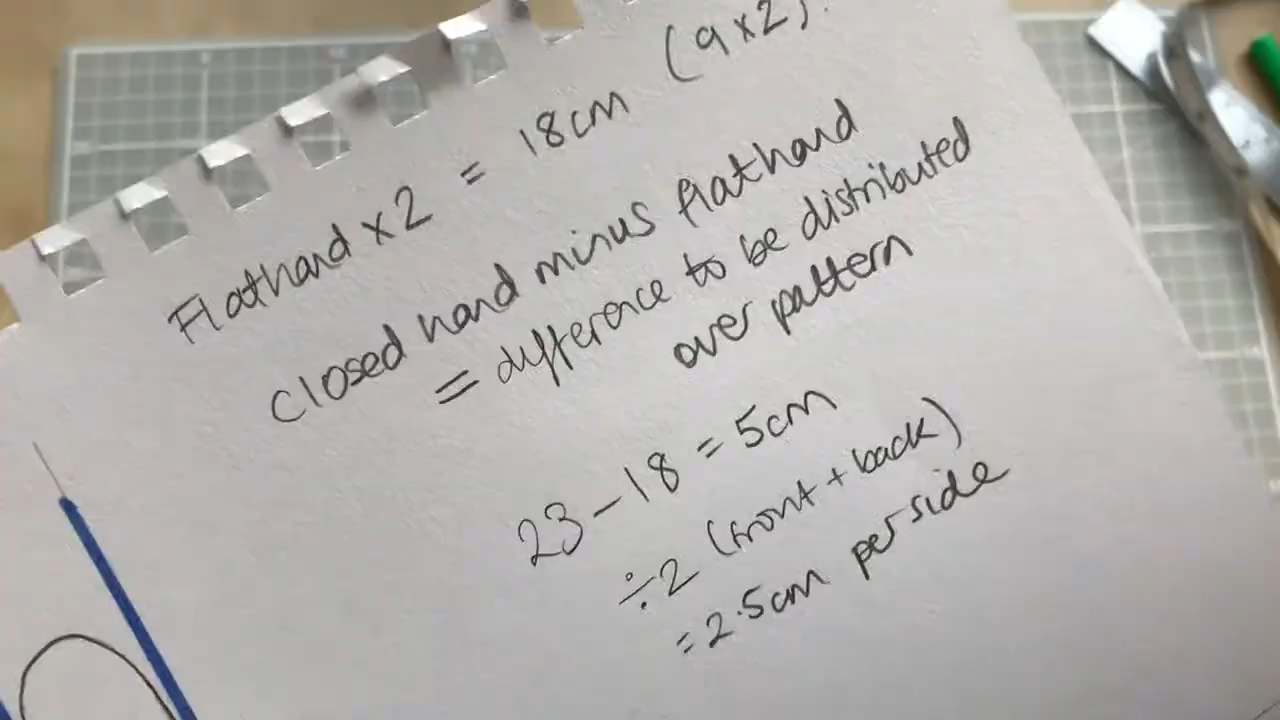 Flathand x 2 = 18cm (9x2).
Closed hand minus flathand
= difference to be distributed
over pattern
23 - 18 = 5cm
÷2 (front + back)
= 2.5cm per side